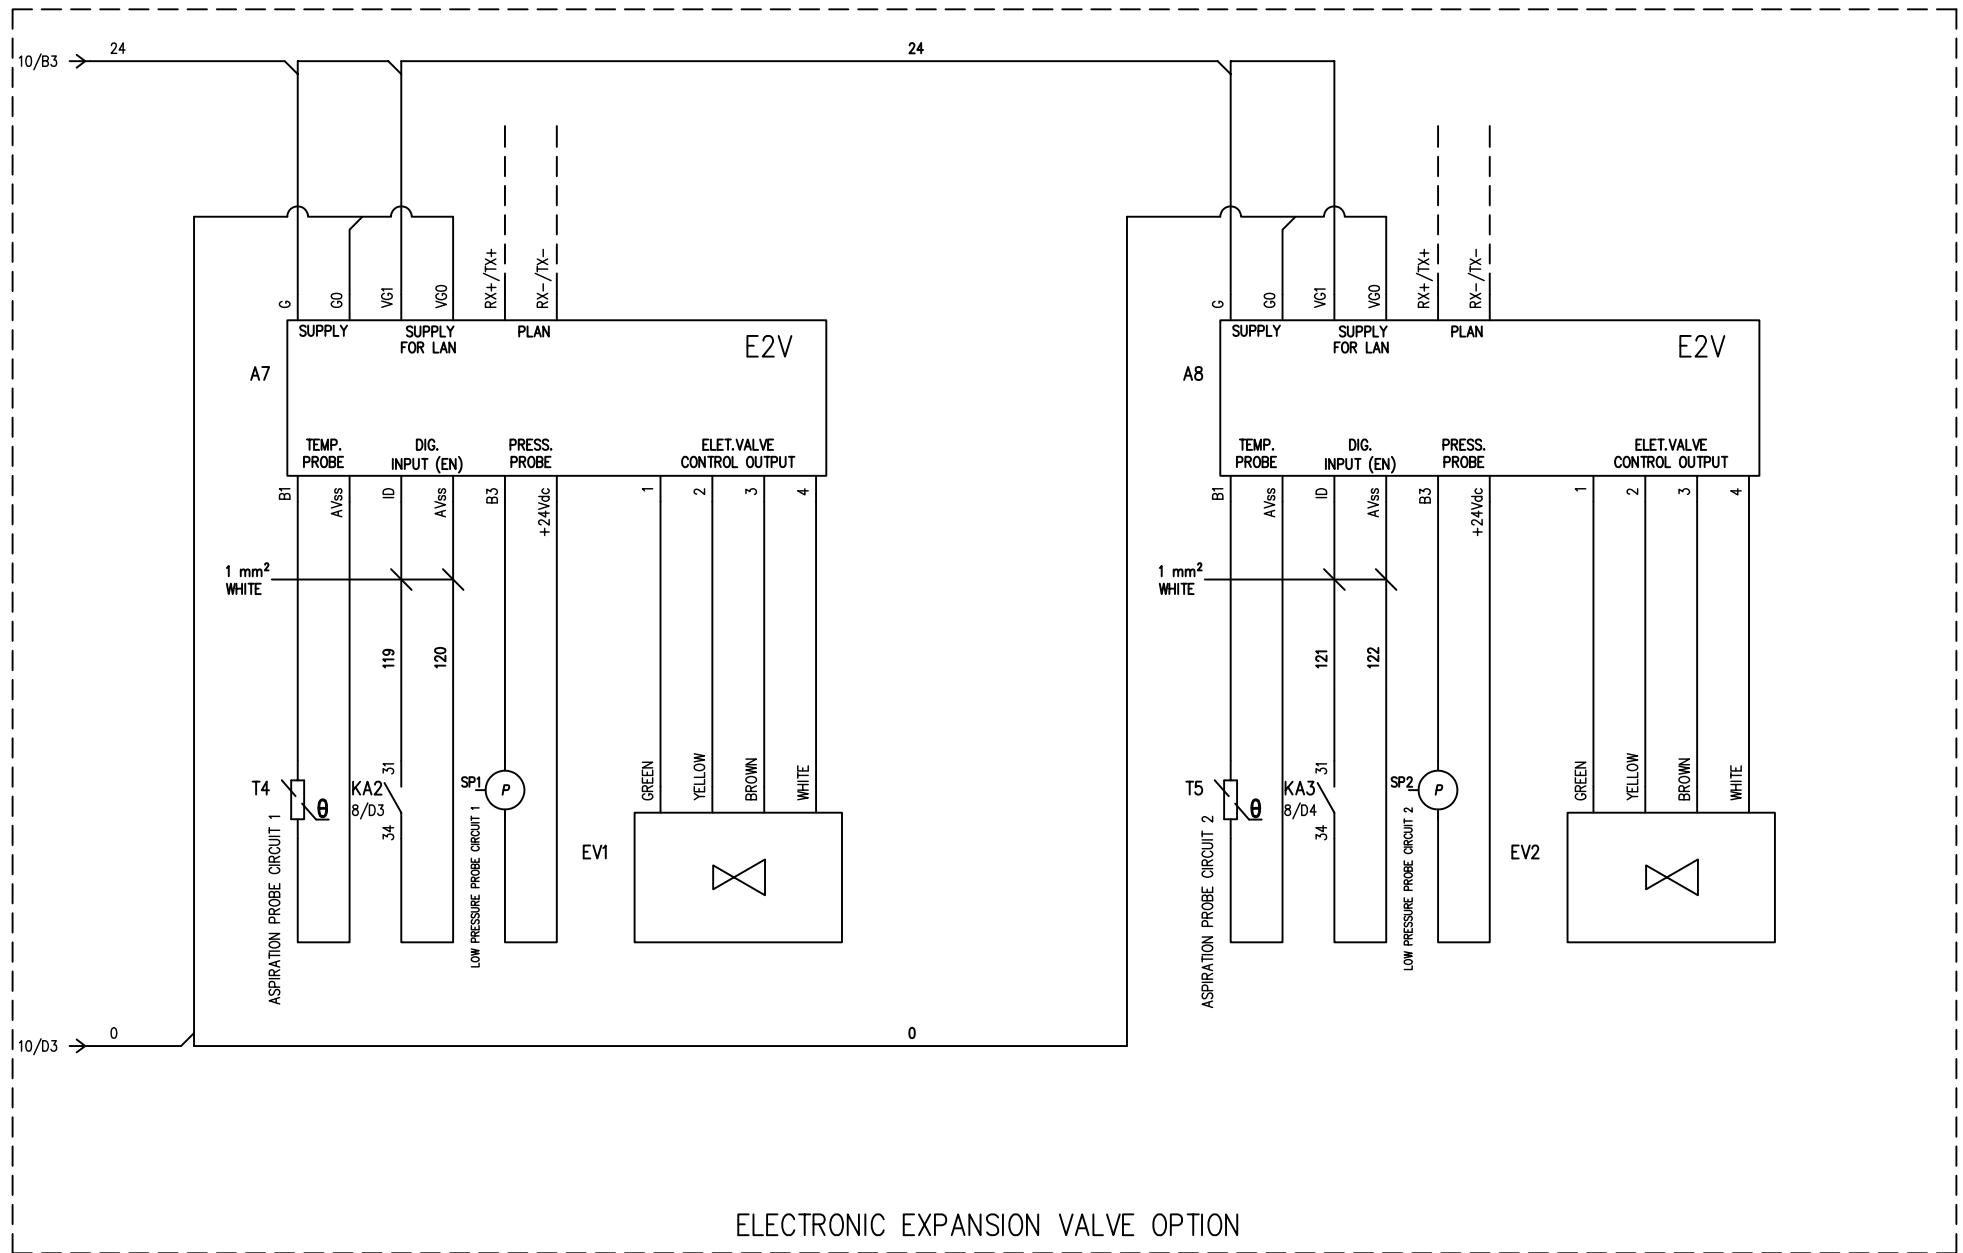 10/B3
24
24
G
G0
VG1
VG0
RX+/TX+
RX-/TX-
SUPPLY
SUPPLY
FOR LAN
PLAN
E2V
A7
TEMP.
PROBE
DIG.
INPUT (EN)
PRESS.
PROBE
ELET.VALVE
CONTROL OUTPUT
B1
AVss
ID
AVss
B3
+24Vdc
1
2
3
4
1 mm²
WHITE
119
120
T4
θ
ASPIRATION PROBE CIRCUIT 1
KA2
8/D3
31
34
SP1
P
LOW PRESSURE PROBE CIRCUIT 1
GREEN
YELLOW
BROWN
WHITE
EV1
G
G0
VG1
VG0
RX+/TX+
RX-/TX-
SUPPLY
SUPPLY
FOR LAN
PLAN
E2V
A8
TEMP.
PROBE
DIG.
INPUT (EN)
PRESS.
PROBE
ELET.VALVE
CONTROL OUTPUT
B1
AVss
ID
AVss
B3
+24Vdc
1
2
3
4
1 mm²
WHITE
121
122
T5
θ
ASPIRATION PROBE CIRCUIT 2
KA3
8/D4
31
34
SP2
P
LOW PRESSURE PROBE CIRCUIT 2
GREEN
YELLOW
BROWN
WHITE
EV2
10/D3
0
0
ELECTRONIC EXPANSION VALVE OPTION